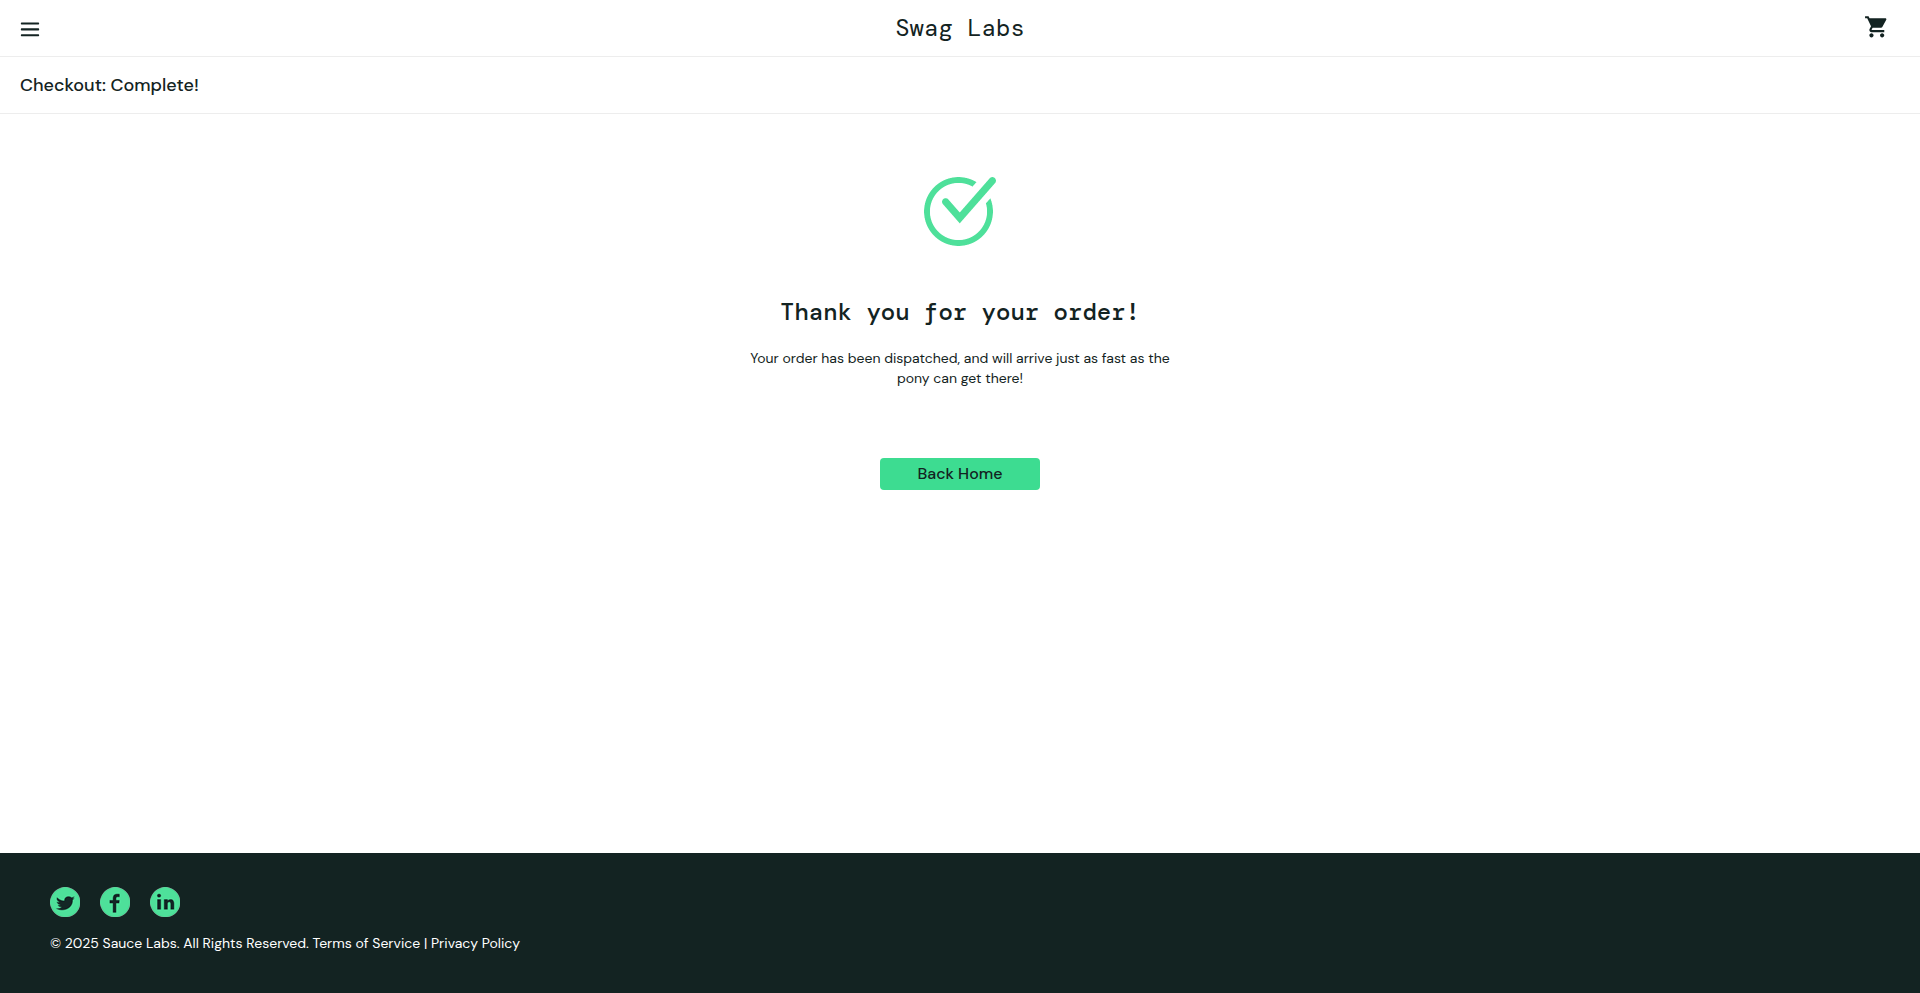 Swag Labs
Checkout: Complete!
Thank you for your order!
Your order has been dispatched, and will arrive just as fast as the
pony can get there!
Back Home
© 2025 Sauce Labs. All Rights Reserved. Terms of Service | Privacy Policy